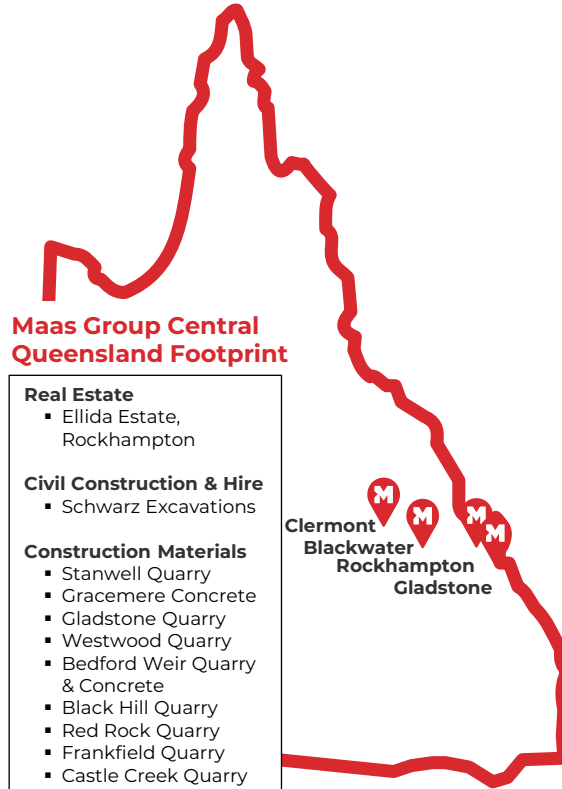 Maas Group Central
Queensland Footprint
Real Estate
▪ Ellida Estate,
Rockhampton
Civil Construction & Hire
▪ Schwarz Excavations
Construction Materials
▪ Stanwell Quarry
▪ Gracemere Concrete
▪ Gladstone Quarry
▪ Westwood Quarry
▪ Bedford Weir Quarry
& Concrete
▪ Black Hill Quarry
▪ Red Rock Quarry
▪ Frankfield Quarry
▪ Castle Creek Quarry
Clermont
Blackwater
Rockhampton
Gladstone